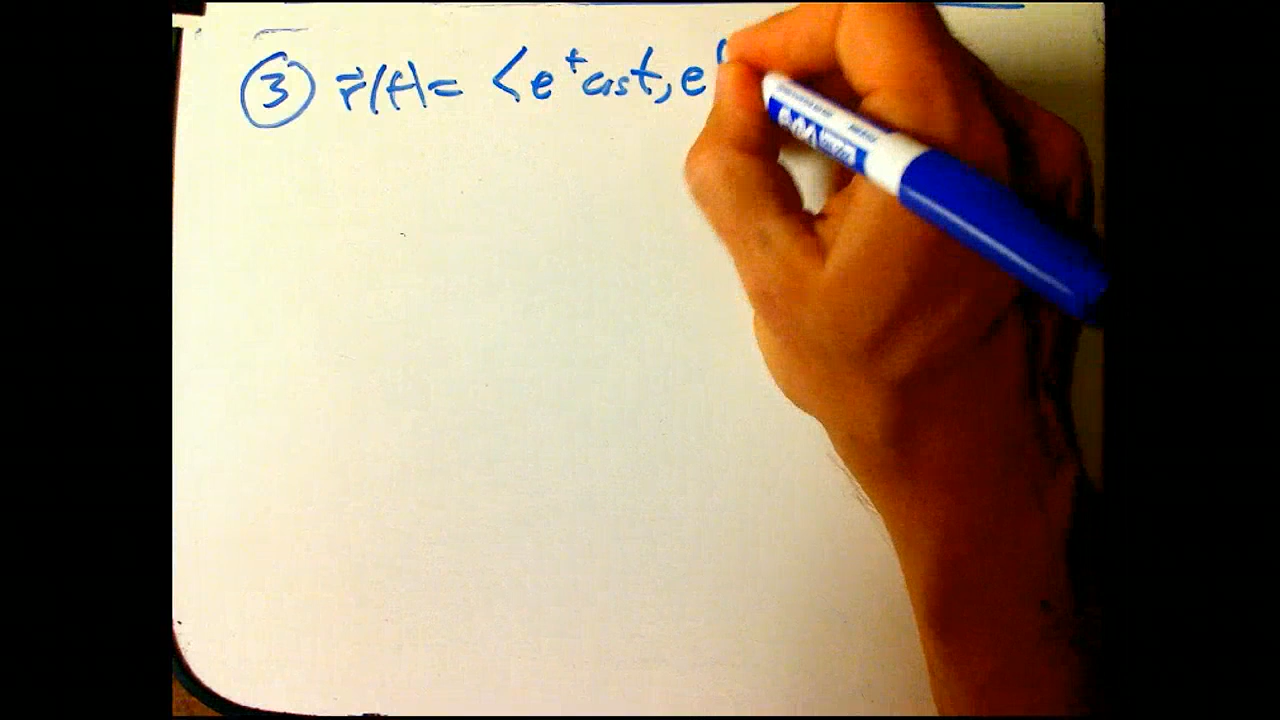 ③ r⃗(t)= <e^t cos t, e